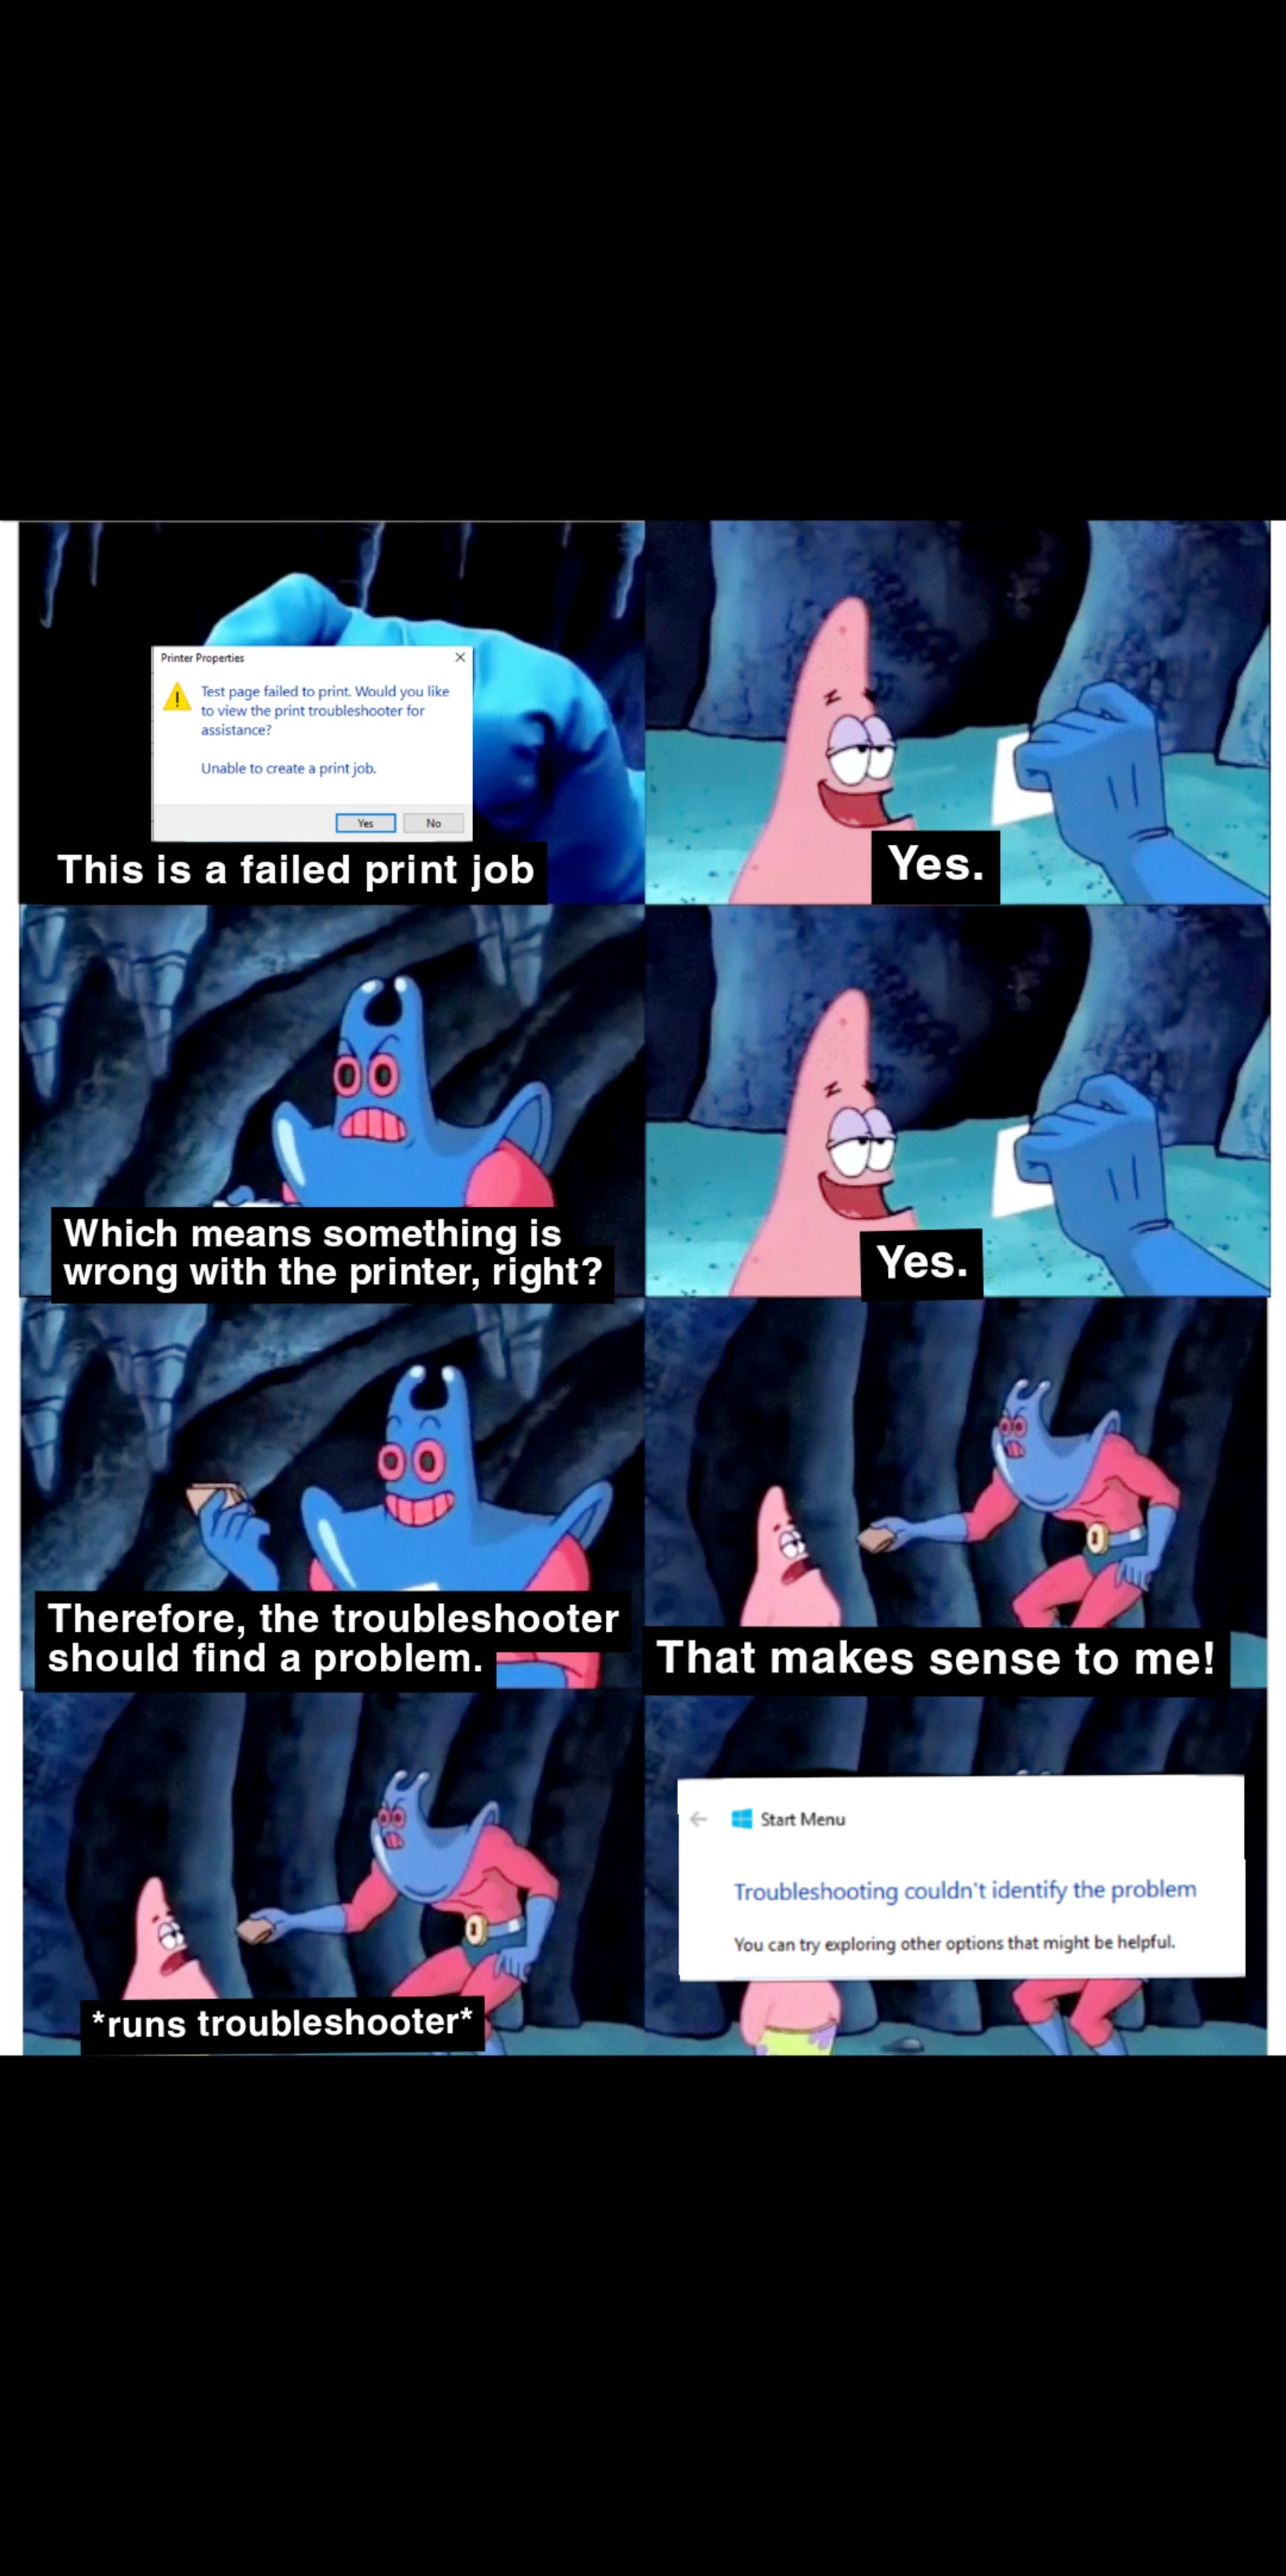 Printer Properties
Test page failed to print. Would you like
to view the print troubleshooter for
assistance?
Unable to create a print job.
Yes No
This is a failed print job
Yes.
Which means something is
wrong with the printer, right?
Yes.
Therefore, the troubleshooter
should find a problem.
That makes sense to me!
*runs troubleshooter*
Start Menu
Troubleshooting couldn't identify the problem
You can try exploring other options that might be helpful.